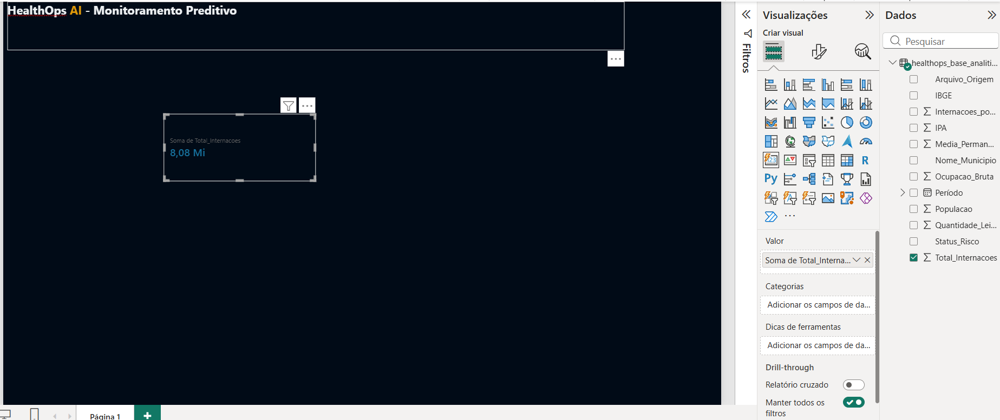 HealthOps AI - Monitoramento Preditivo
Soma de Total_Internacoes
8,08 Mi
Página 1
Filtros
Visualizações
Criar visual
123
R
Py
Valor
Soma de Total_Interna...
Categorias
Adicionar os campos de da...
Dicas de ferramentas
Adicionar os campos de da...
Drill-through
Relatório cruzado
Manter todos os
filtros
Dados
Pesquisar
healthops_base_analiti...
Arquivo_Origem
IBGE
Internacoes_po...
IPA
Media_Perman...
Nome_Municipio
Ocupacao_Bruta
Período
Populacao
Quantidade_Lei...
Status_Risco
Total_Internacoes